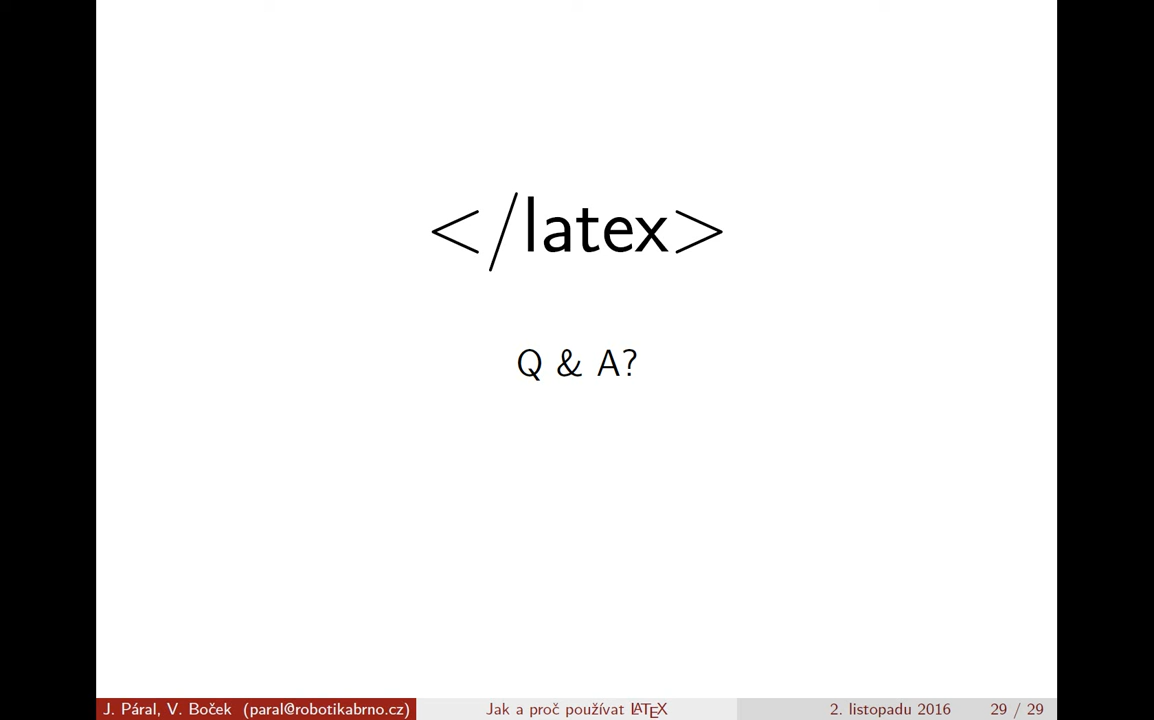 </latex>
Q & A?
J. Páral, V. Boček (paral@robotikabrno.cz) Jak a proč používat LATEX 2. listopadu 2016 29 / 29